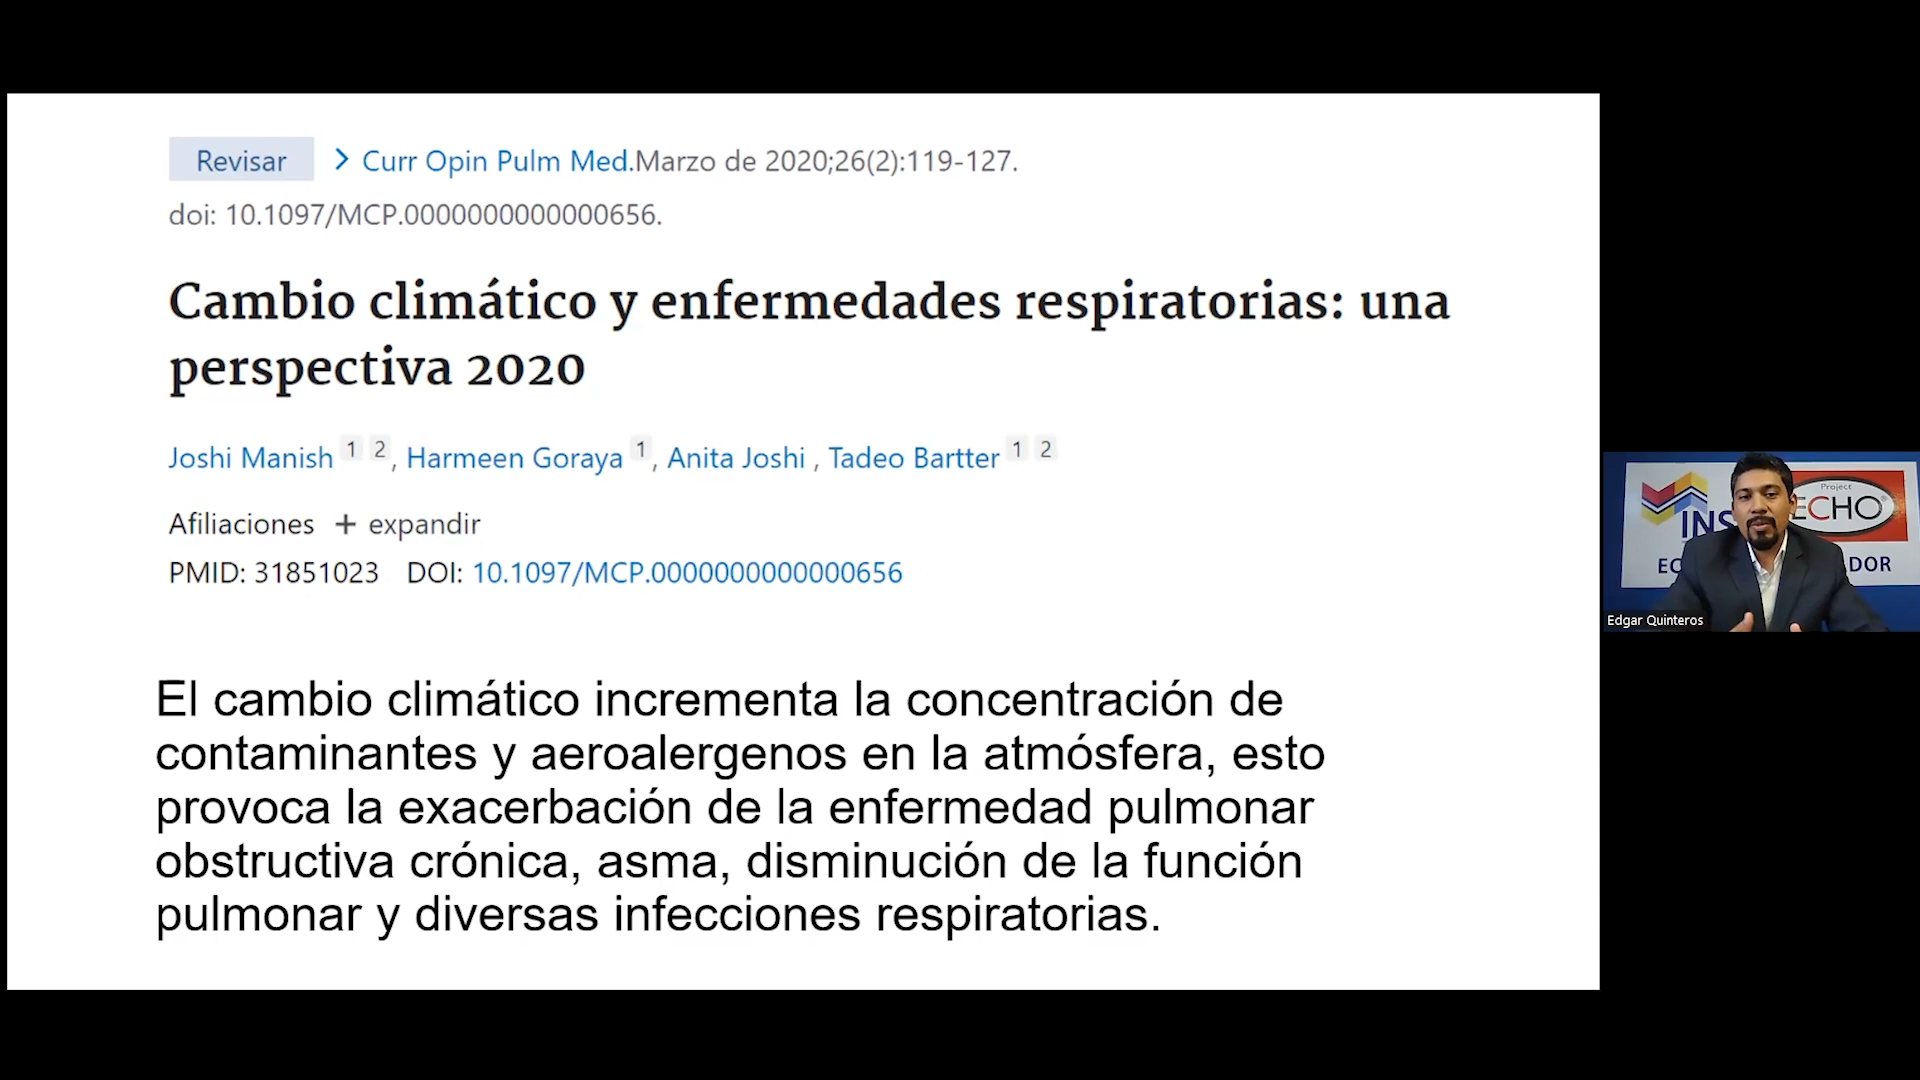 Revisar > Curr Opin Pulm Med.Marzo de 2020;26(2):119-127.
doi: 10.1097/MCP.0000000000000656.
Cambio climático y enfermedades respiratorias: una
perspectiva 2020
Joshi Manish 1 2 , Harmeen Goraya 1 , Anita Joshi , Tadeo Bartter 1 2
Afiliaciones + expandir
PMID: 31851023 DOI: 10.1097/MCP.0000000000000656
El cambio climático incrementa la concentración de
contaminantes y aeroalergenos en la atmósfera, esto
provoca la exacerbación de la enfermedad pulmonar
obstructiva crónica, asma, disminución de la función
pulmonar y diversas infecciones respiratorias.
Project
INS ECHO
EC DOR
Edgar Quinteros